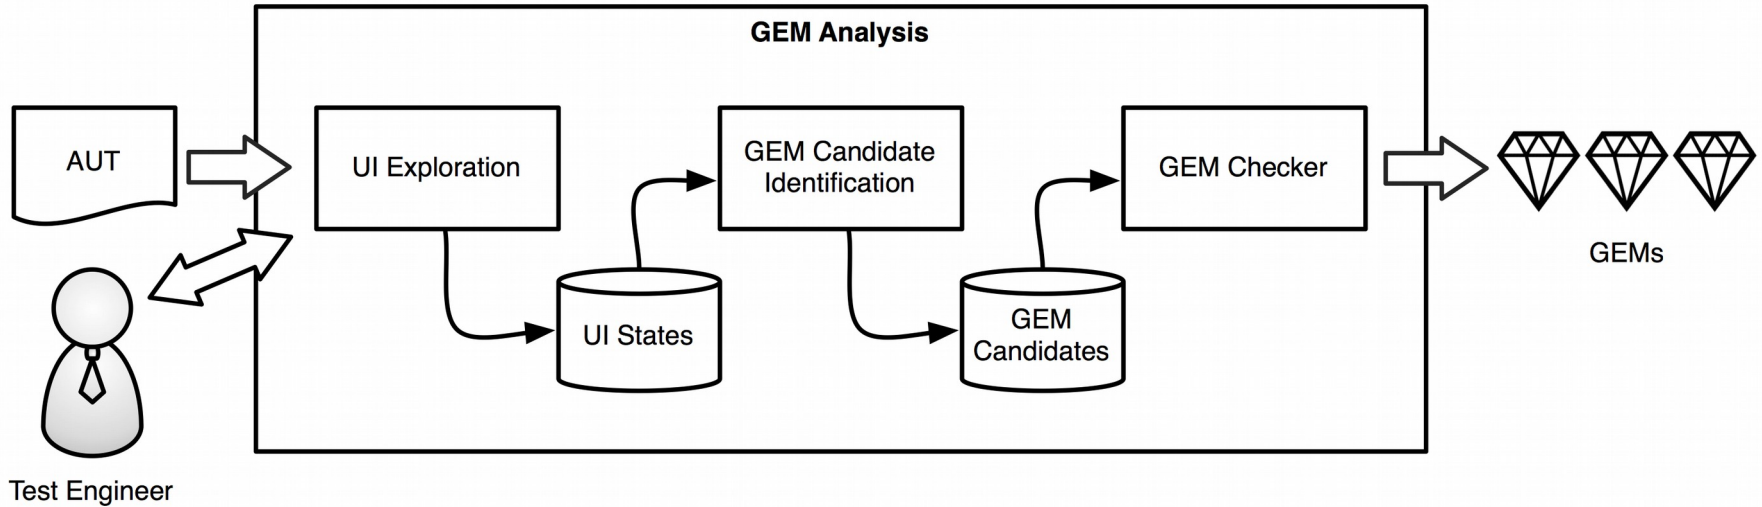 GEM Analysis
AUT
UI Exploration
GEM Candidate
Identification
GEM Checker
GEMs
UI States
GEM
Candidates
Test Engineer